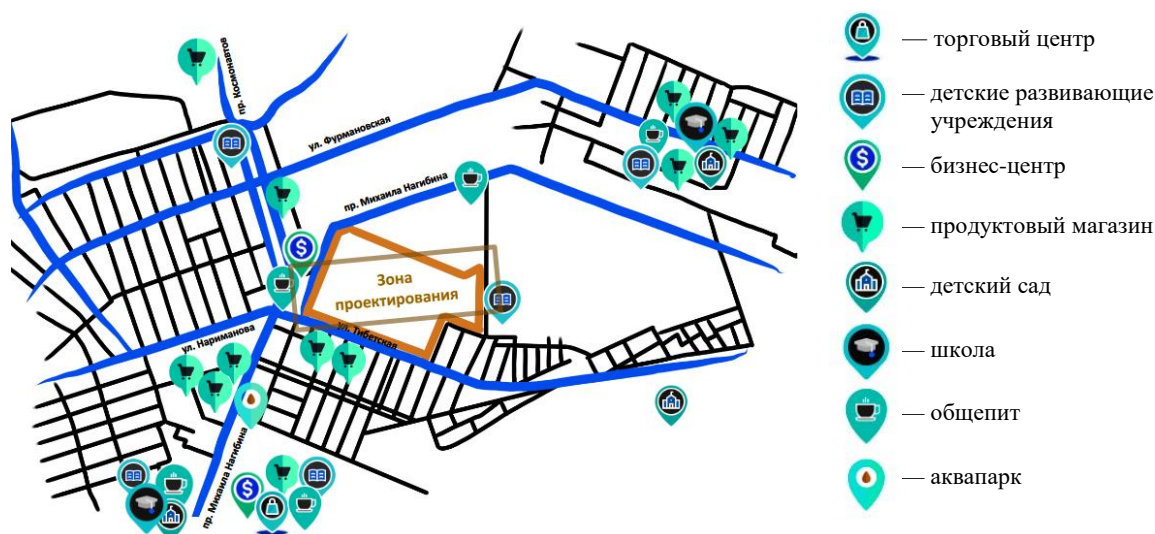 пр. Космонавтов
ул. Фурмановская
пр. Михаила Нагибина
Зона
проектирования
ул. Нариманова
ул. Тибетская
пр. Михаила Нагибина
— торговый центр
— детские развивающие
учреждения
— бизнес-центр
— продуктовый магазин
— детский сад
— школа
— общепит
— аквапарк